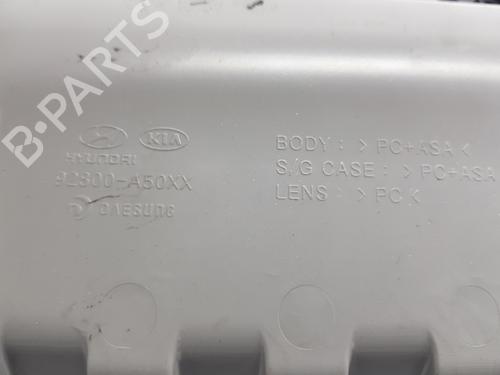 B-PARTS
KIA
HYUNDAI
92800-A50XX
DAESUNG
BODY : > PC+ASA <
S/G CASE : > PC+ASA
LENS : > PC <